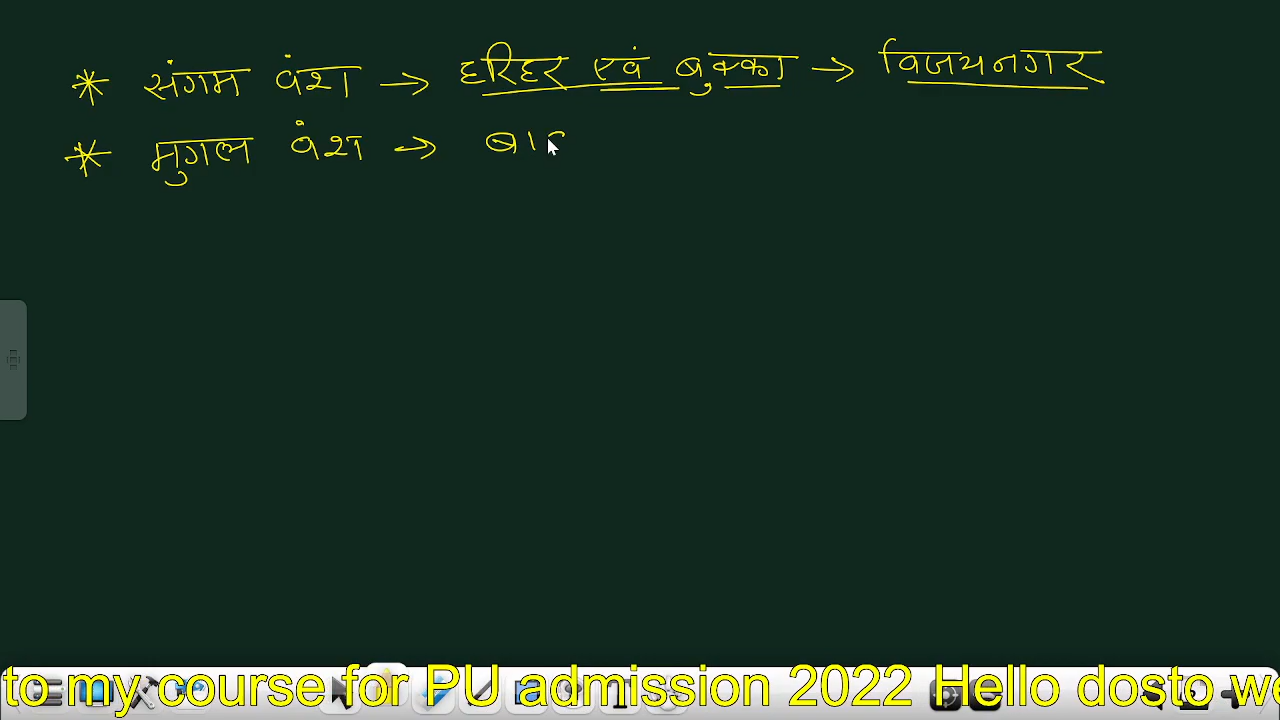 * संगम वंश → हरिहर एवं बुक्का → विजयनगर
* मुगल वंश → बा
to my course for PU admission 2022 Hello dosto we